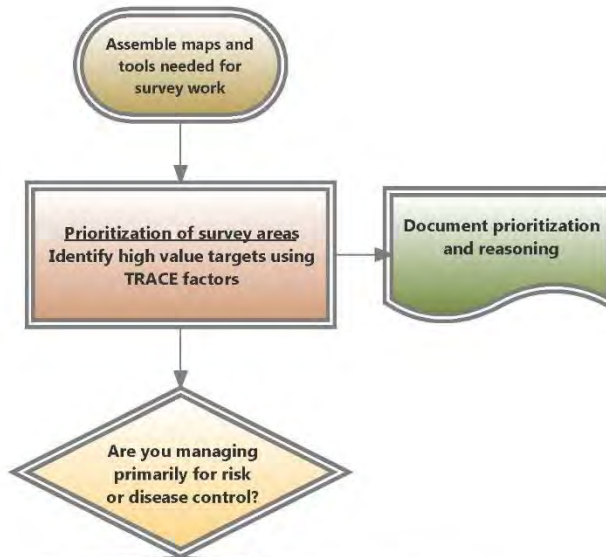 Assemble maps and
tools needed for
survey work
Prioritization of survey areas
Identify high value targets using
TRACE factors
Document prioritization
and reasoning
Are you managing
primarily for risk
or disease control?